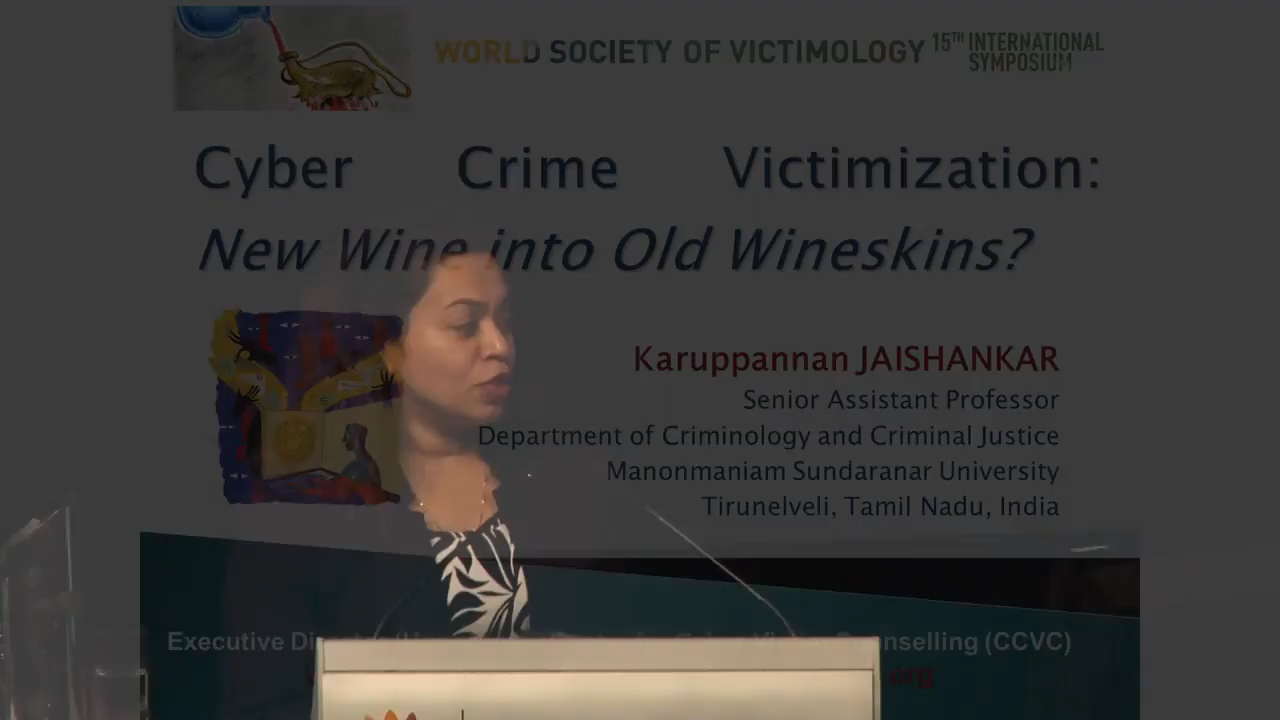 WORLD SOCIETY OF VICTIMOLOGY 15TH INTERNATIONAL SYMPOSIUM
Cyber Crime Victimization:
New Wine into Old Wineskins?
Karuppannan JAISHANKAR
Senior Assistant Professor
Department of Criminology and Criminal Justice
Manonmaniam Sundaranar University
Tirunelveli, Tamil Nadu, India
Executive (CCVC)